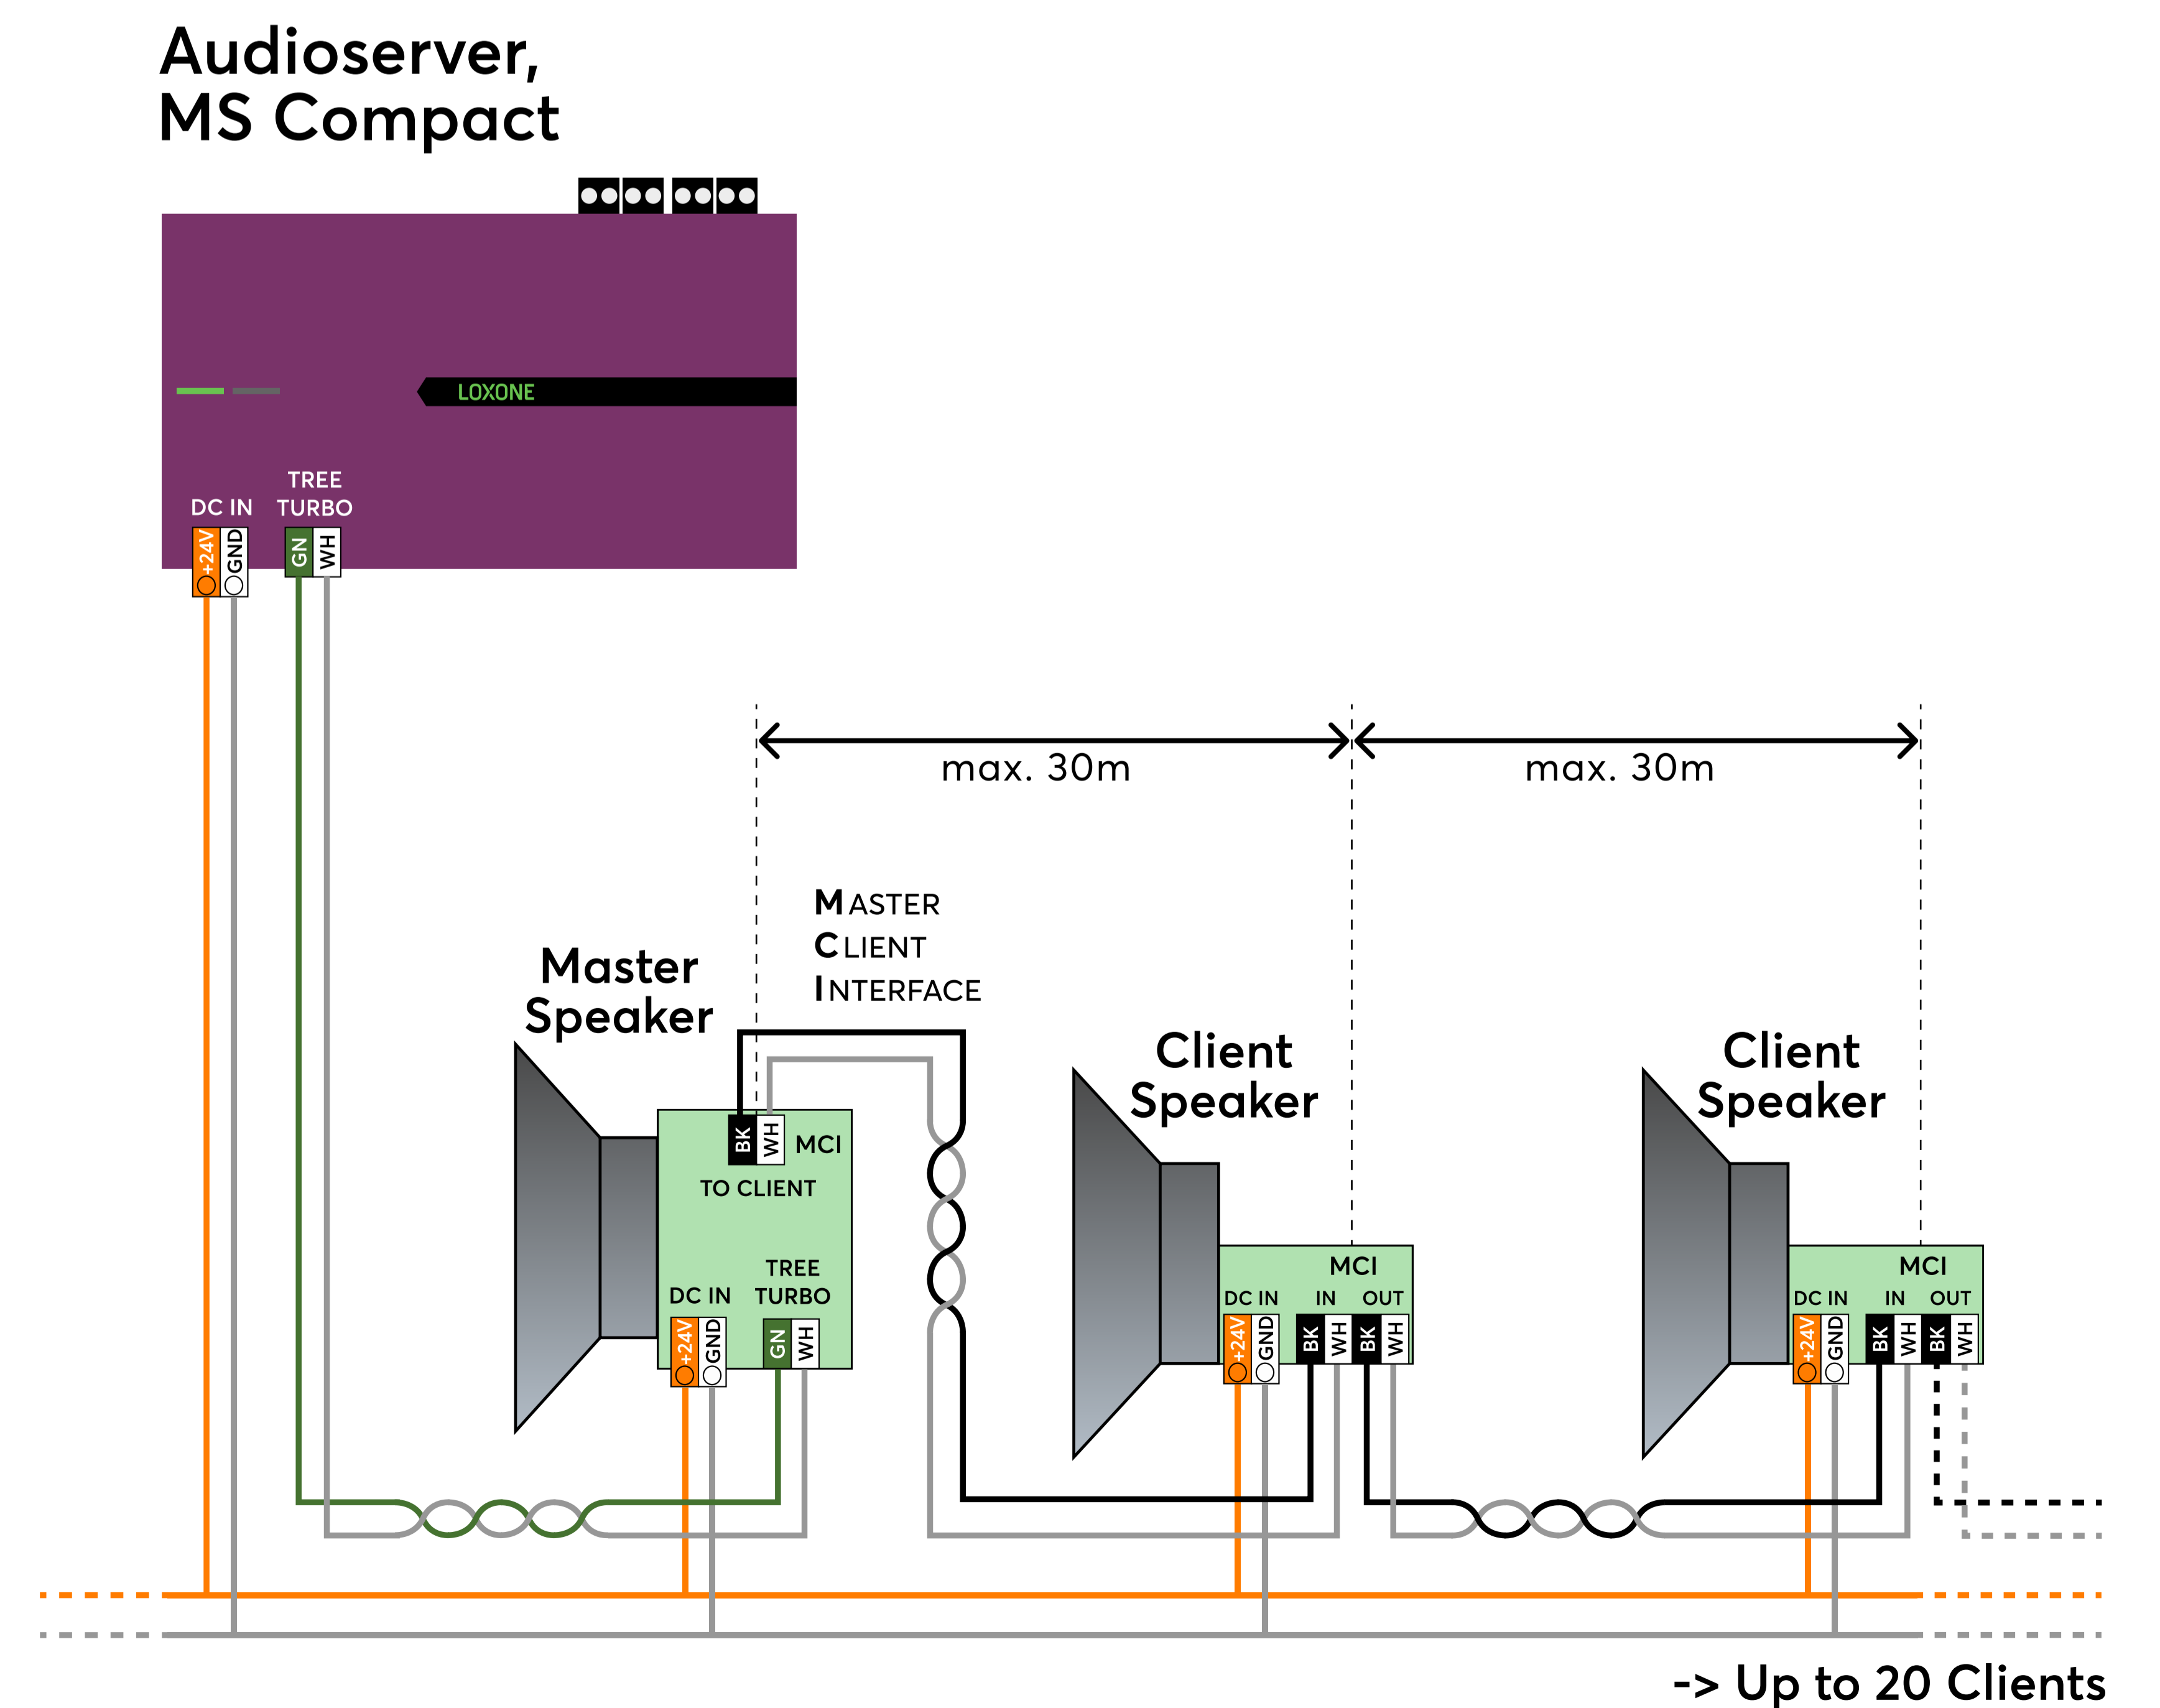 Audioserver,
MS Compact
LOXONE
TREE
DC IN TURBO
+24V GND GN WH
max. 30m max. 30m
MASTER
CLIENT
INTERFACE
Master
Speaker
Client
Speaker
Client
Speaker
BK WH MCI
TO CLIENT
TREE
DC IN TURBO
+24V GND GN WH
MCI
DC IN IN OUT
+24V GND BK WH BK WH
MCI
DC IN IN OUT
+24V GND BK WH BK WH
-> Up to 20 Clients